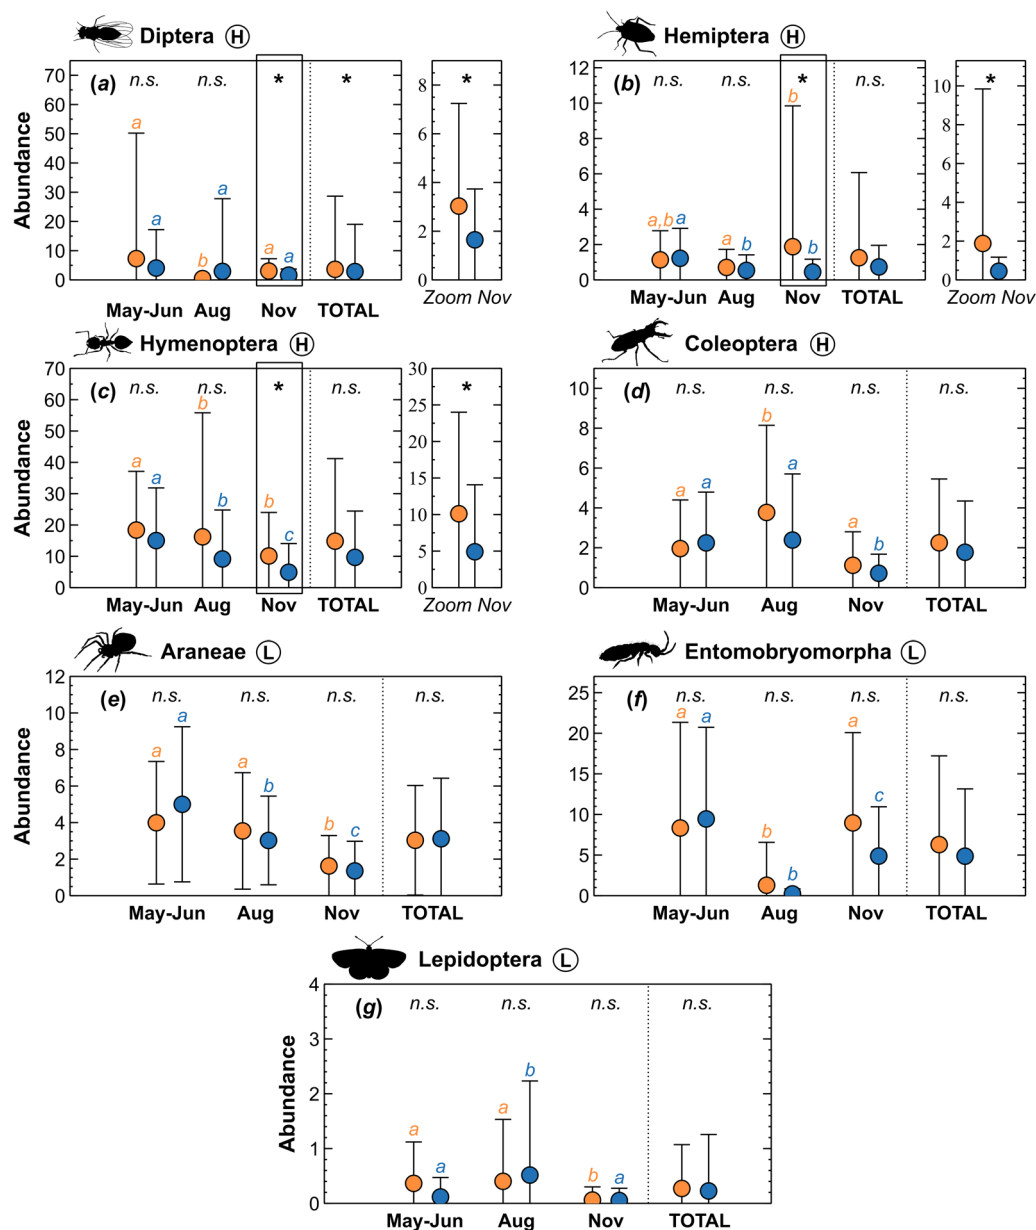 Diptera H
Abundance
75
70
60
50
40
30
20
10
0
(a) n.s. n.s. * *
a
a a
b a a
May-Jun Aug Nov TOTAL
8
6
4
2
0
*
Zoom Nov
Hemiptera H
12
10
8
6
4
2
0
(b) n.s. n.s. * n.s.
b
a,b a a b b
May-Jun Aug Nov TOTAL
10
8
6
4
2
0
*
Zoom Nov
Hymenoptera H
Abundance
70
60
50
40
30
20
10
0
(c) n.s. n.s. * n.s.
b
a a b b c
May-Jun Aug Nov TOTAL
30
25
20
15
10
5
0
*
Zoom Nov
Coleoptera H
10
8
6
4
2
0
(d) n.s. n.s. n.s. n.s.
b
a a a a b
May-Jun Aug Nov TOTAL
Araneae L
Abundance
12
10
8
6
4
2
0
(e) n.s. n.s. n.s. n.s.
a
a a b b c
May-Jun Aug Nov TOTAL
Entomobryomorpha L
25
20
15
10
5
0
(f) n.s. n.s. n.s. n.s.
a a a
b b c
May-Jun Aug Nov TOTAL
Lepidoptera L
Abundance
4
3
2
1
0
(g) n.s. n.s. n.s. n.s.
b
a a a b a
May-Jun Aug Nov TOTAL